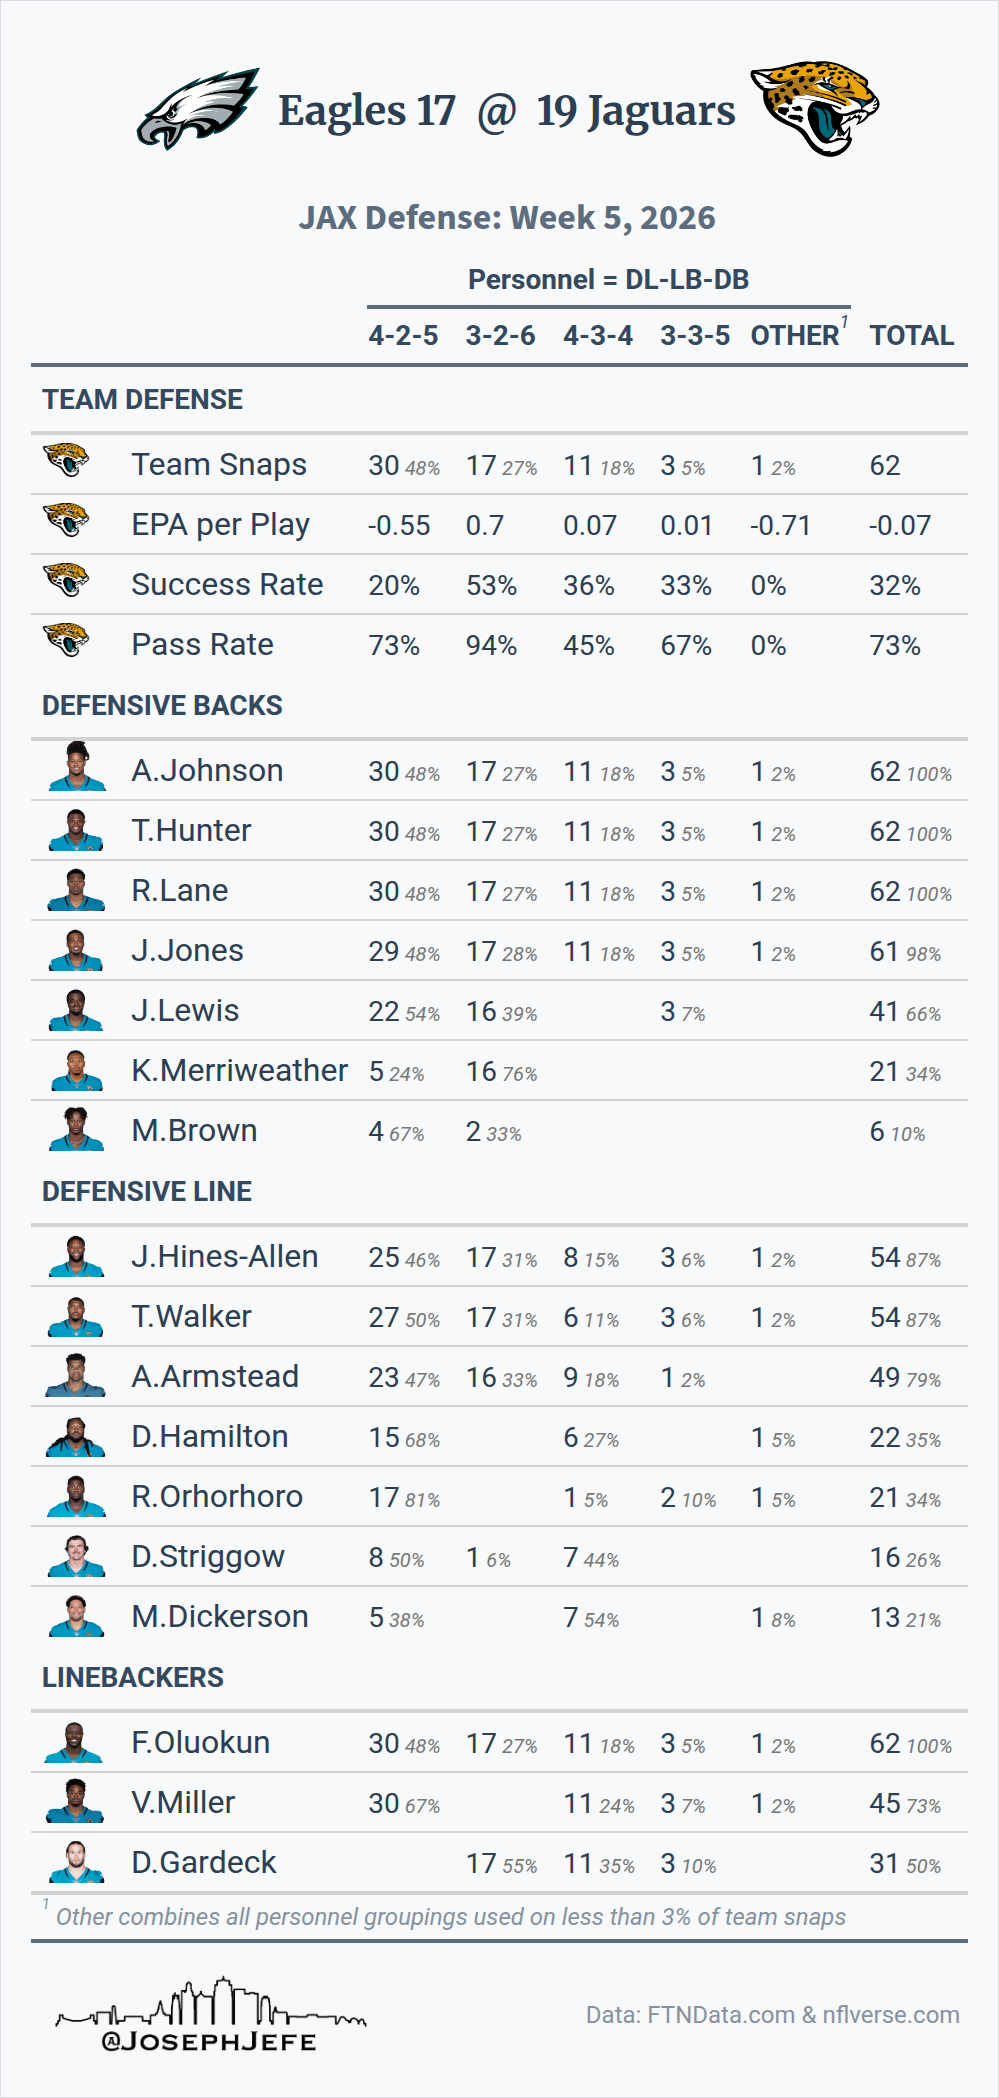 Eagles 17 @ 19 Jaguars
JAX Defense: Week 5, 2026
Personnel = DL-LB-DB
4-2-5 3-2-6 4-3-4 3-3-5 OTHER1 TOTAL
TEAM DEFENSE
Team Snaps 30 48% 17 27% 11 18% 3 5% 1 2% 62
EPA per Play -0.55 0.7 0.07 0.01 -0.71 -0.07
Success Rate 20% 53% 36% 33% 0% 32%
Pass Rate 73% 94% 45% 67% 0% 73%
DEFENSIVE BACKS
A.Johnson 30 48% 17 27% 11 18% 3 5% 1 2% 62 100%
T.Hunter 30 48% 17 27% 11 18% 3 5% 1 2% 62 100%
R.Lane 30 48% 17 27% 11 18% 3 5% 1 2% 62 100%
J.Jones 29 48% 17 28% 11 18% 3 5% 1 2% 61 98%
J.Lewis 22 54% 16 39% 3 7% 41 66%
K.Merriweather 5 24% 16 76% 21 34%
M.Brown 4 67% 2 33% 6 10%
DEFENSIVE LINE
J.Hines-Allen 25 46% 17 31% 8 15% 3 6% 1 2% 54 87%
T.Walker 27 50% 17 31% 6 11% 3 6% 1 2% 54 87%
A.Armstead 23 47% 16 33% 9 18% 1 2% 49 79%
D.Hamilton 15 68% 6 27% 1 5% 22 35%
R.Orhorhoro 17 81% 1 5% 2 10% 1 5% 21 34%
D.Striggow 8 50% 1 6% 7 44% 16 26%
M.Dickerson 5 38% 7 54% 1 8% 13 21%
LINEBACKERS
F.Oluokun 30 48% 17 27% 11 18% 3 5% 1 2% 62 100%
V.Miller 30 67% 11 24% 3 7% 1 2% 45 73%
D.Gardeck 17 55% 11 35% 3 10% 31 50%
1 Other combines all personnel groupings used on less than 3% of team snaps
@JOSEPHJEFE
Data: FTNData.com & nflverse.com